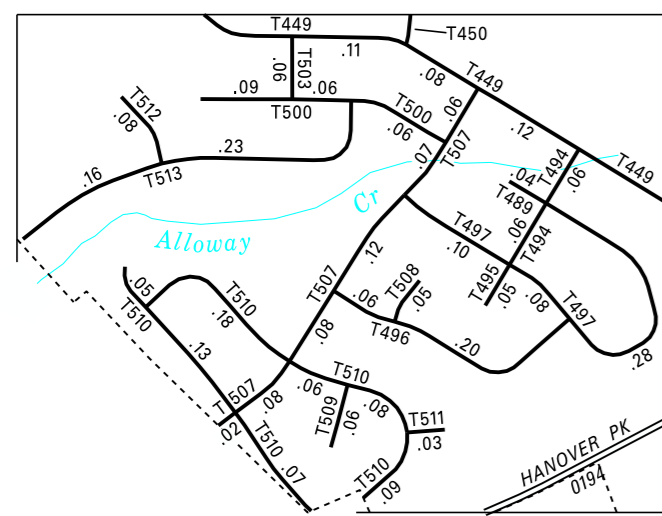 T449
T450
.11
T503
.06
.08
T449
.09
.06
T500
T500
.06
.06
T512
.08
.12
.23
.07
T507
T494
.06
T449
.16
T513
.04
T489
Alloway Cr
T497
.06
T494
.10
.12
T508
T495
.05
.08
T507
.06
.05
T497
.05
T510
T510
.18
.08
T496
.20
.28
.13
T507
.08
.06
T510
.08
T509
.06
T511
.03
.02
T510
.07
T510
.09
HANOVER PK
0194